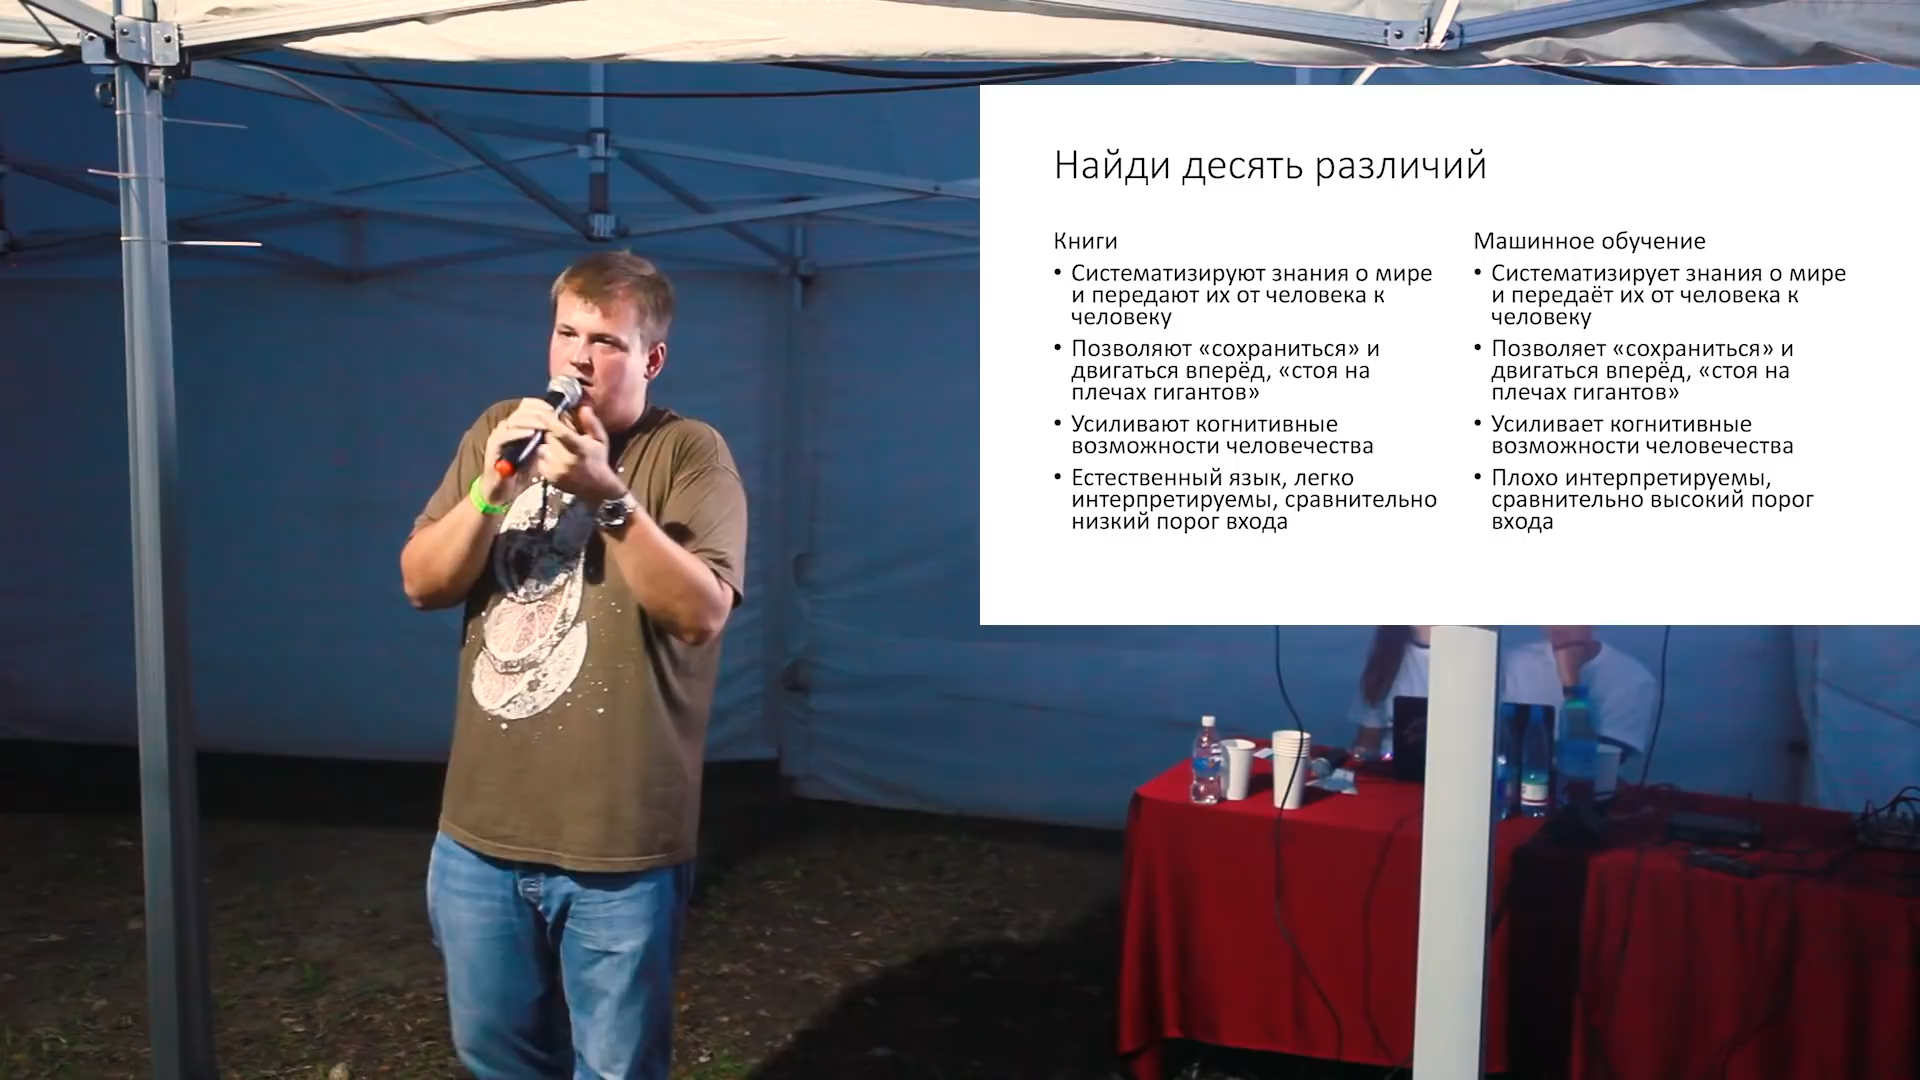 Найди десять различий
Книги
• Систематизируют знания о мире
и передают их от человека к
человеку
• Позволяют «сохраниться» и
двигаться вперёд, «стоя на
плечах гигантов»
• Усиливают когнитивные
возможности человечества
• Естественный язык, легко
интерпретируемы, сравнительно
низкий порог входа
Машинное обучение
• Систематизирует знания о мире
и передаёт их от человека к
человеку
• Позволяет «сохраниться» и
двигаться вперёд, «стоя на
плечах гигантов»
• Усиливает когнитивные
возможности человечества
• Плохо интерпретируемы,
сравнительно высокий порог
входа